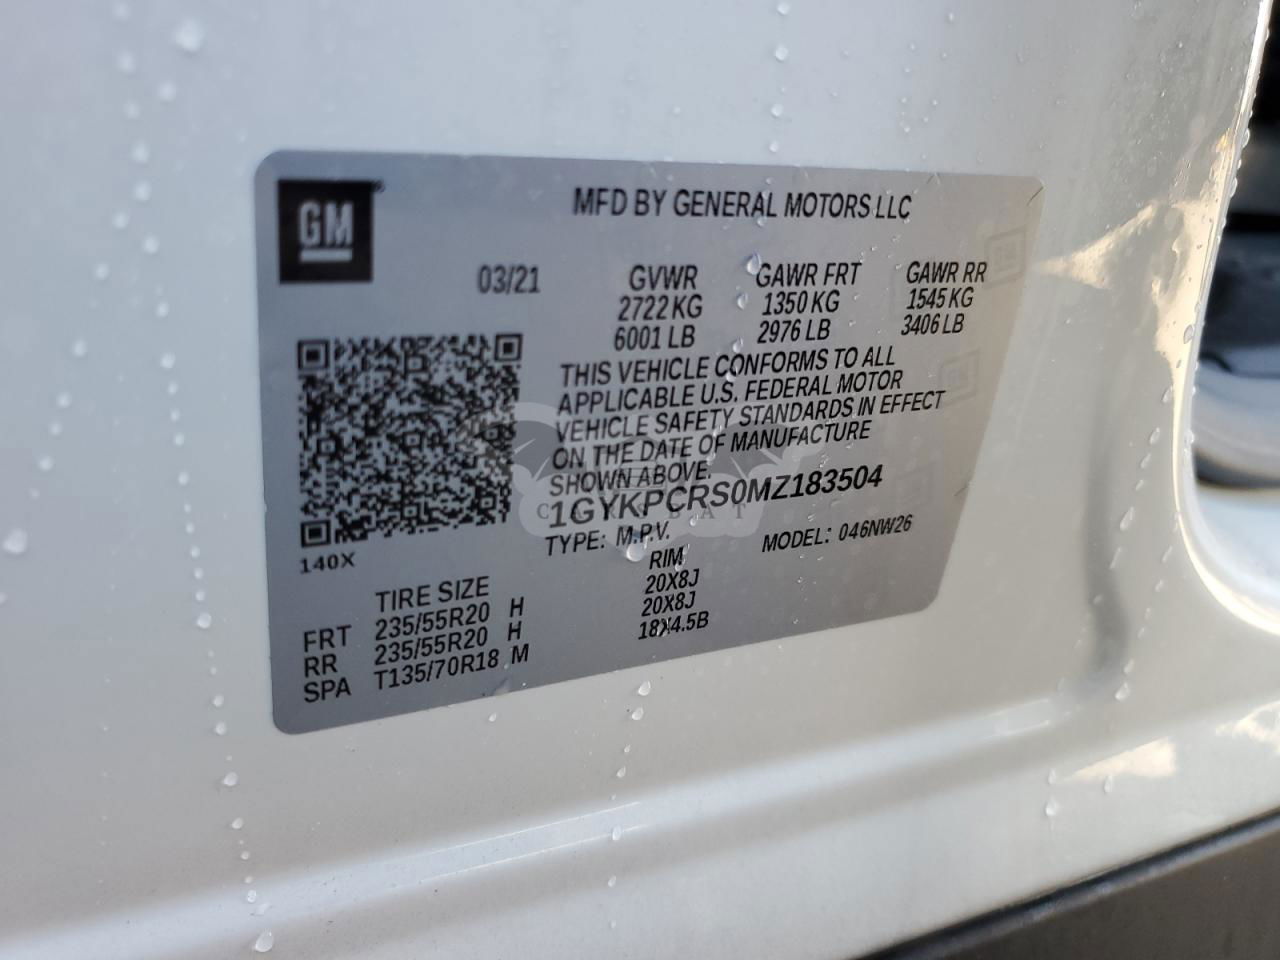 GM
MFD BY GENERAL MOTORS LLC
03/21 GVWR GAWR FRT GAWR RR
2722 KG 1350 KG 1545 KG
6001 LB 2976 LB 3406 LB
THIS VEHICLE CONFORMS TO ALL
APPLICABLE U.S. FEDERAL MOTOR
VEHICLE SAFETY STANDARDS IN EFFECT
ON THE DATE OF MANUFACTURE
SHOWN ABOVE.
1GYKPCRS0MZ183504
CARSBAT
TYPE: M.P.V. MODEL: 046NW26
140X
TIRE SIZE RIM
FRT 235/55R20 H 20X8J
RR 235/55R20 H 20X8J
SPA T135/70R18 M 18X4.5B